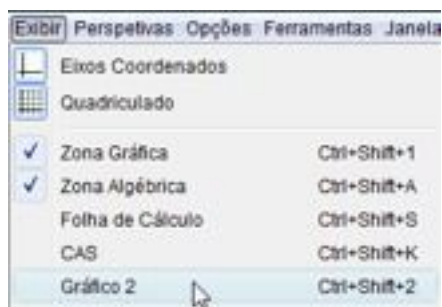 Exibir Perspetivas Opções Ferramentas Janela
Eixos Coordenados
Quadriculado
Zona Gráfica Ctrl+Shift+1
Zona Algébrica Ctrl+Shift+A
Folha de Cálculo Ctrl+Shift+S
CAS Ctrl+Shift+K
Gráfico 2 Ctrl+Shift+2